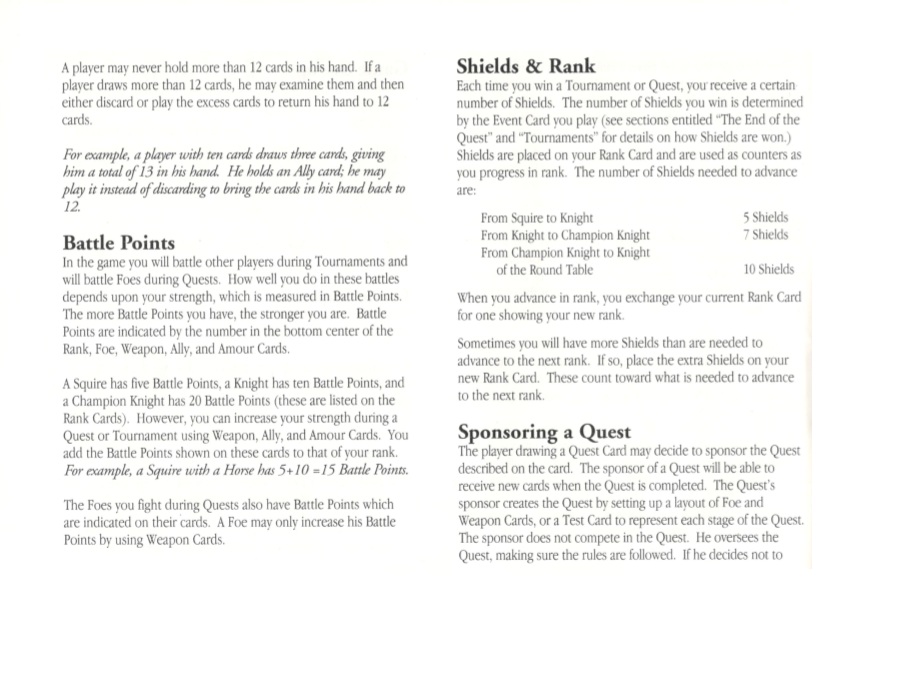 A player may never hold more than 12 cards in his hand.  If a
player draws more than 12 cards, he may examine them and then
either discard or play the excess cards to return his hand to 12
cards.
For example, a player with ten cards draws three cards, giving
him a total of 13 in his hand.  He holds an Ally card; he may
play it instead of discarding to bring the cards in his hand back to
12.
Battle Points
In the game you will battle other players during Tournaments and
will battle Foes during Quests.  How well you do in these battles
depends upon your strength, which is measured in Battle Points.
The more Battle Points you have, the stronger you are.  Battle
Points are indicated by the number in the bottom center of the
Rank, Foe, Weapon, Ally, and Amour Cards.
A Squire has five Battle Points, a Knight has ten Battle Points, and
a Champion Knight has 20 Battle Points (these are listed on the
Rank Cards).  However, you can increase your strength during a
Quest or Tournament using Weapon, Ally, and Amour Cards.  You
add the Battle Points shown on these cards to that of your rank.
For example, a Squire with a Horse has 5+10 =15 Battle Points.
The Foes you fight during Quests also have Battle Points which
are indicated on their cards.  A Foe may only increase his Battle
Points by using Weapon Cards.
Shields & Rank
Each time you win a Tournament or Quest, you receive a certain
number of Shields.  The number of Shields you win is determined
by the Event Card you play (see sections entitled "The End of the
Quest" and "Tournaments" for details on how Shields are won.)
Shields are placed on your Rank Card and are used as counters as
you progress in rank.  The number of Shields needed to advance
are:
From Squire to Knight 5 Shields
From Knight to Champion Knight 7 Shields
From Champion Knight to Knight
of the Round Table 10 Shields
When you advance in rank, you exchange your current Rank Card
for one showing your new rank.
Sometimes you will have more Shields than are needed to
advance to the next rank.  If so, place the extra Shields on your
new Rank Card.  These count toward what is needed to advance
to the next rank.
Sponsoring a Quest
The player drawing a Quest Card may decide to sponsor the Quest
described on the card.  The sponsor of a Quest will be able to
receive new cards when the Quest is completed.  The Quest's
sponsor creates the Quest by setting up a layout of Foe and
Weapon Cards, or a Test Card to represent each stage of the Quest.
The sponsor does not compete in the Quest.  He oversees the
Quest, making sure the rules are followed.  If he decides not to